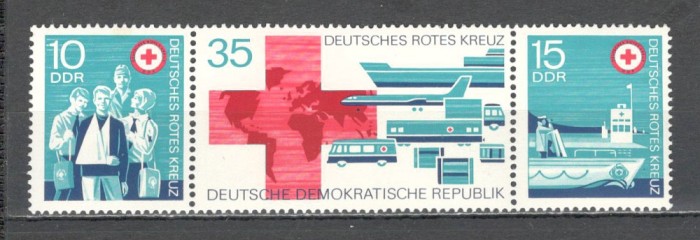 10
DDR
DEUTSCHES ROTES KREUZ
35
DEUTSCHES ROTES KREUZ
DEUTSCHE DEMOKRATISCHE REPUBLIK
15
DDR
DEUTSCHES ROTES KREUZ